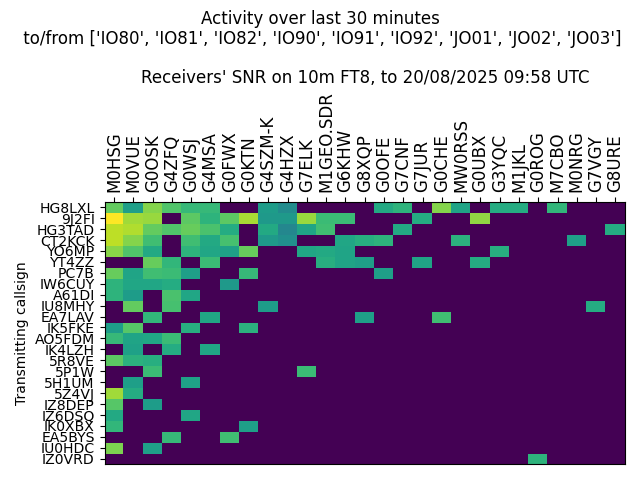 Activity over last 30 minutes
to/from ['IO80', 'IO81', 'IO82', 'IO90', 'IO91', 'IO92', 'JO01', 'JO02', 'JO03']
Receivers' SNR on 10m FT8, to 20/08/2025 09:58 UTC
M0HSG
M0VUE
G0OSK
G4ZFQ
G0WSJ
G4MSA
G0FWX
G0KTN
G4SZM-K
G4HZX
G7ELK
M1GEO.SDR
G6KHW
G8XQP
G0OFE
G7CNF
G7JUR
G0CHE
MW0RSS
G0UBX
G3YQC
M1JKL
G0ROG
M7CBO
M0NRG
G7VGY
G8URE
Transmitting callsign
HG8LXL
9J2FI
HG3TAD
CT2KCK
YO6MP
YT4ZZ
PC7B
IW6CUY
A61DI
IU8MHY
EA7LAV
IK5FKE
AO5FDM
IK4LZH
5R8VE
5P1W
5H1UM
5Z4VJ
IZ8DEP
IZ6DSQ
IK0XBX
EA5BYS
IU0HDC
IZ0VRD